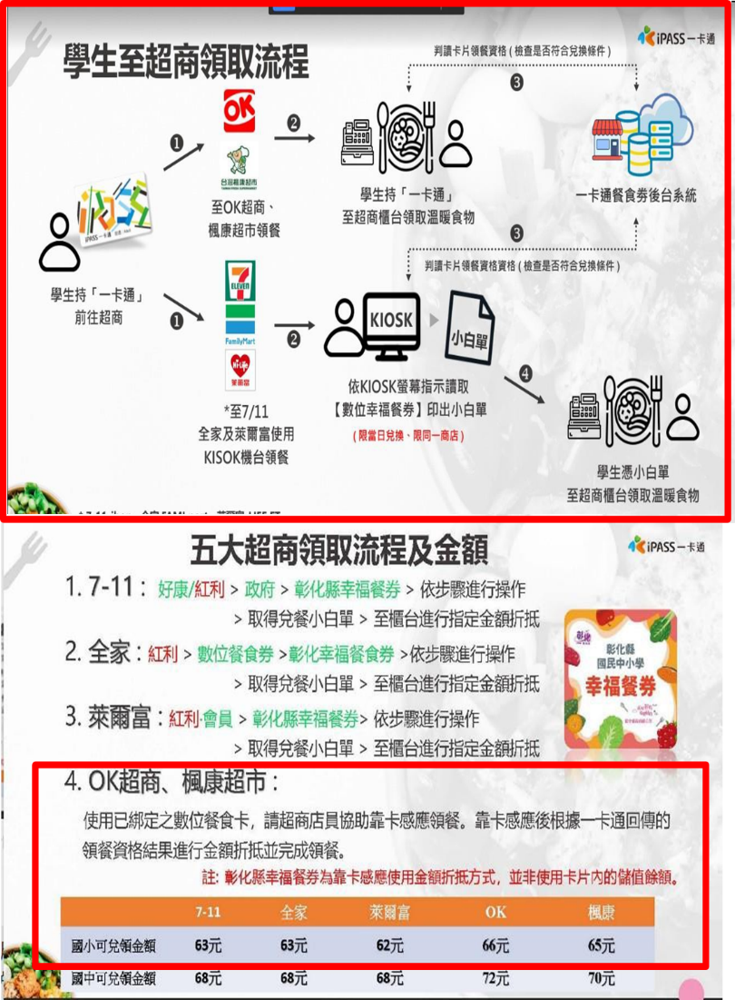 iPASS一卡通
學生至超商領取流程
判讀卡片領餐資格 ( 檢查是否符合兌換條件 )
❸
OK
❶
❷
台灣楓康超市
至OK超商、
楓康超市領餐
學生持「一卡通」
至超商櫃台領取溫暖食物
一卡通餐食券後台系統
iPASS
iPASS 一卡通
❸
判讀卡片領餐資格資格 ( 檢查是否符合兌換條件 )
學生持「一卡通」
前往超商
❶
7
ELEVEN
FamilyMart
Hi-Life
萊爾富
❷
KIOSK
小白單
❹
依KIOSK螢幕指示讀取
【數位幸福餐券】印出小白單
( 限當日兌換、限同一商店 )
*至7/11
全家及萊爾富使用
KISOK機台領餐
學生憑小白單
至超商櫃台領取溫暖食物
五大超商領取流程及金額
iPASS一卡通
1. 7-11： 好康/紅利 > 政府 > 彰化縣幸福餐券 > 依步驟進行操作
> 取得兌餐小白單 > 至櫃台進行指定金額折抵
2. 全家：紅利 > 數位餐食券 >彰化幸福餐食券 >依步驟進行操作
> 取得兌餐小白單 > 至櫃台進行指定金額折抵
3. 萊爾富：紅利·會員 > 彰化縣幸福餐券> 依步驟進行操作
> 取得兌餐小白單 > 至櫃台進行指定金額折抵
彰化縣
國民中小學
幸福餐券
4. OK超商、楓康超市：
使用已綁定之數位餐食卡，請超商店員協助靠卡感應領餐。靠卡感應後根據一卡通回傳的
領餐資格結果進行金額折抵並完成領餐。
註: 彰化縣幸福餐券為靠卡感應使用金額折抵方式，並非使用卡片內的儲值餘額。
7-11 全家 萊爾富 OK 楓康
國小可兌領金額 63元 63元 62元 66元 65元
國中可兌領金額 68元 68元 68元 72元 70元